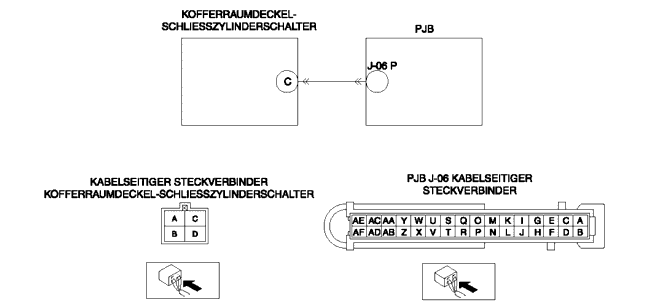 KOFFERRAUMDECKEL-
SCHLIESSZYLINDERSCHALTER
PJB
J-06 P
C
KABELSEITIGER STECKVERBINDER
KOFFERRAUMDECKEL-SCHLIESSZYLINDERSCHALTER
PJB J-06 KABELSEITIGER
STECKVERBINDER
A C
B D
AE AC AA Y W U S Q O M K I G E C A
AF AD AB Z X V T R P N L J H F D B